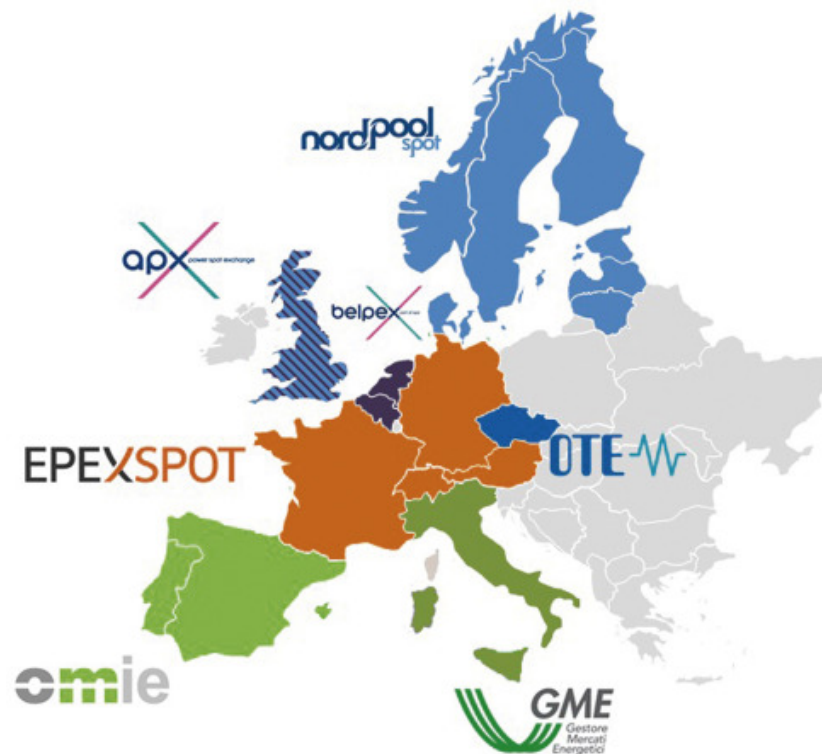 nordpool
spot
apx power spot exchange
belpex
EPEXSPOT
OTE
omie
GME
Gestore
Mercati
Energetici